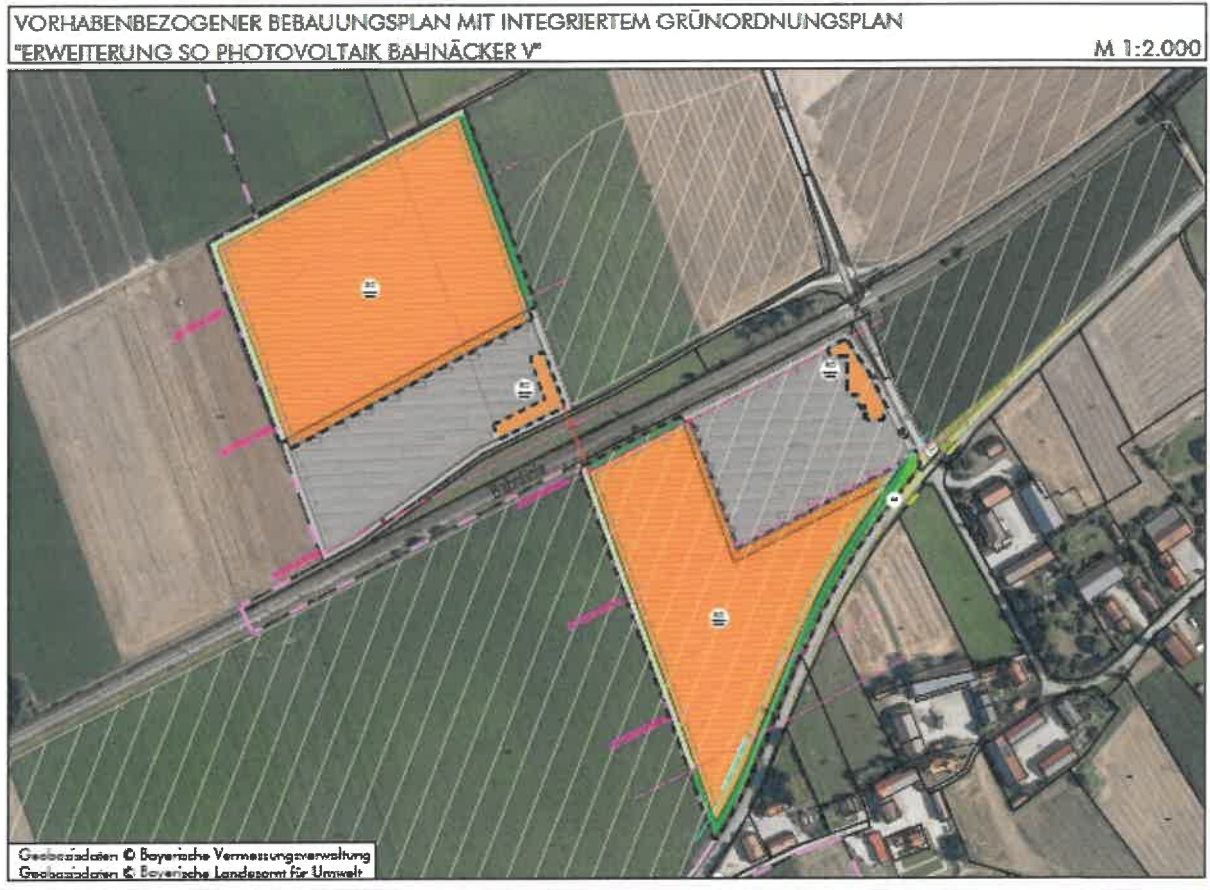 VORHABENBEZOGENER BEBAUUNGSPLAN MIT INTEGRIERTEM GRÜNORDNUNGSPLAN
"ERWEITERUNG SO PHOTOVOLTAIK BAHNÄCKER V"
M 1:2.000
Geobasisdaten © Bayerische Vermessungsverwaltung
Geobasisdaten © Bayerische Landesamt für Umwelt